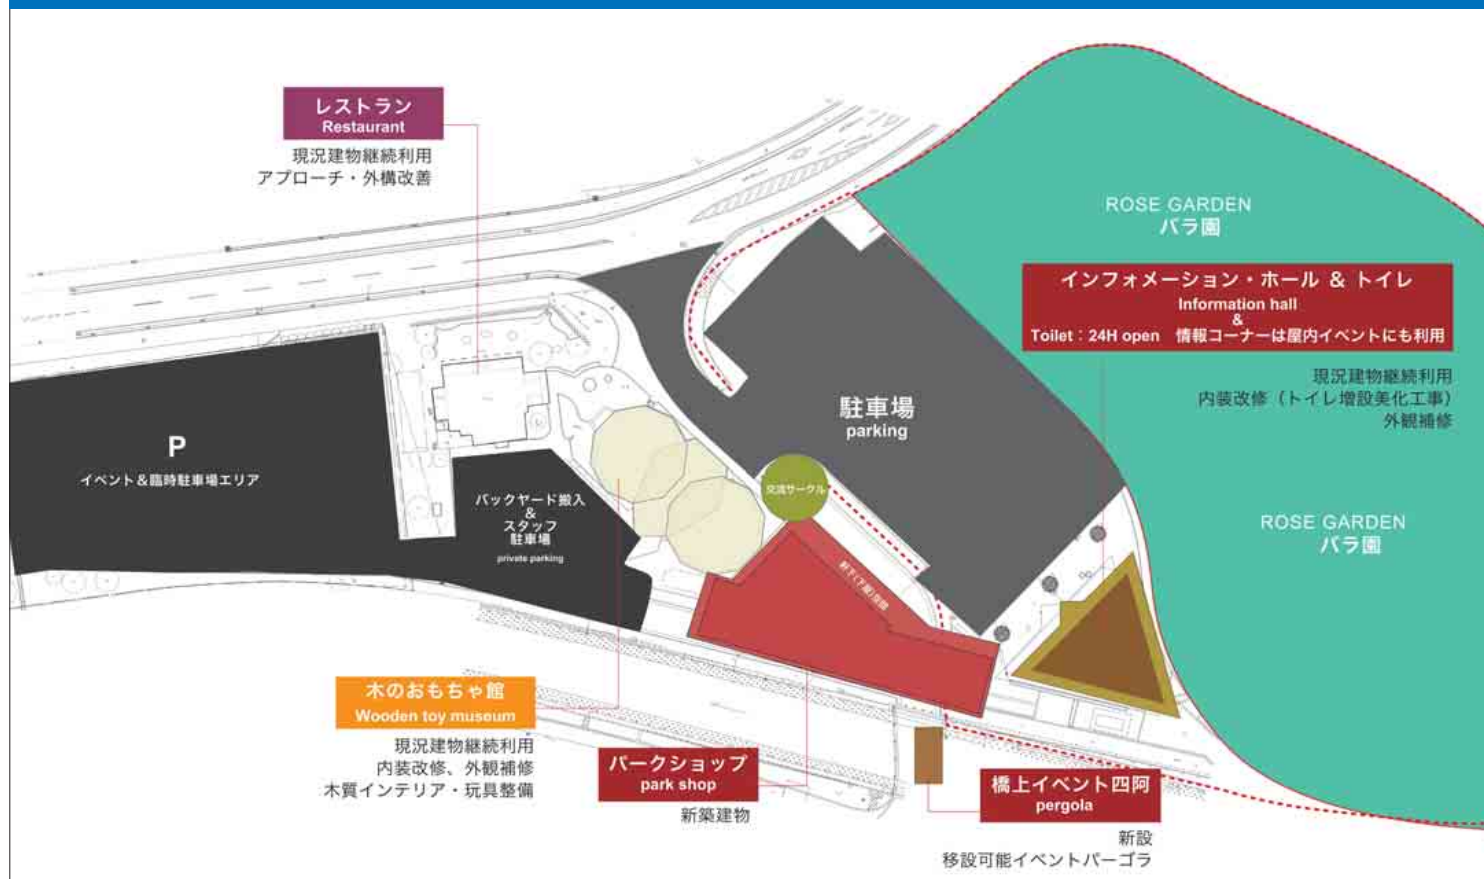 レストラン
Restaurant
現況建物継続利用
アプローチ・外構改善
ROSE GARDEN
バラ園
インフォメーション・ホール & トイレ
Information hall
&
Toilet：24H open　情報コーナーは屋内イベントにも利用
現況建物継続利用
内装改修（トイレ増設美化工事）
外観補修
駐車場
parking
P
イベント＆臨時駐車場エリア
バックヤード搬入
&
スタッフ
駐車場
private parking
交流サークル
ROSE GARDEN
バラ園
軒下(下屋)空間
木のおもちゃ館
Wooden toy museum
現況建物継続利用
内装改修、外観補修
木質インテリア・玩具整備
パークショップ
park shop
新築建物
橋上イベント四阿
pergola
新設
移設可能イベントパーゴラ